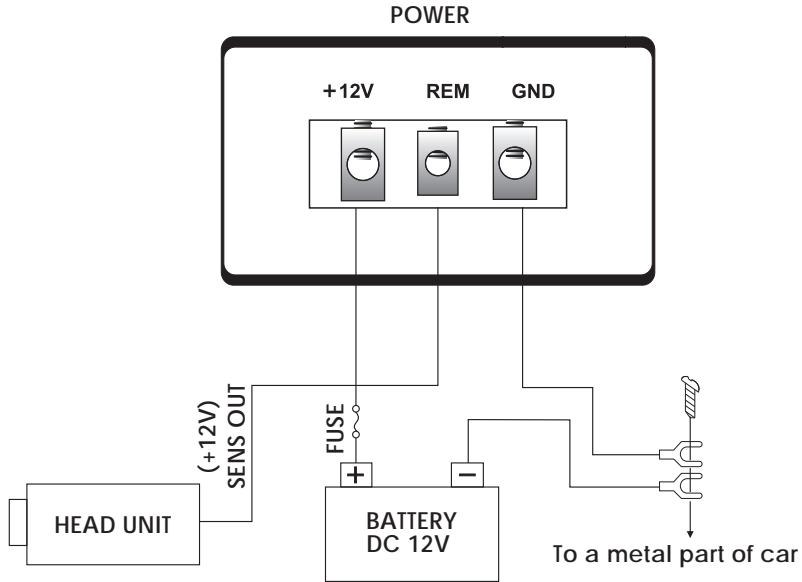 POWER
+12V REM GND
(+12V)
SENS OUT
FUSE
+ −
HEAD UNIT
BATTERY
DC 12V
To a metal part of car